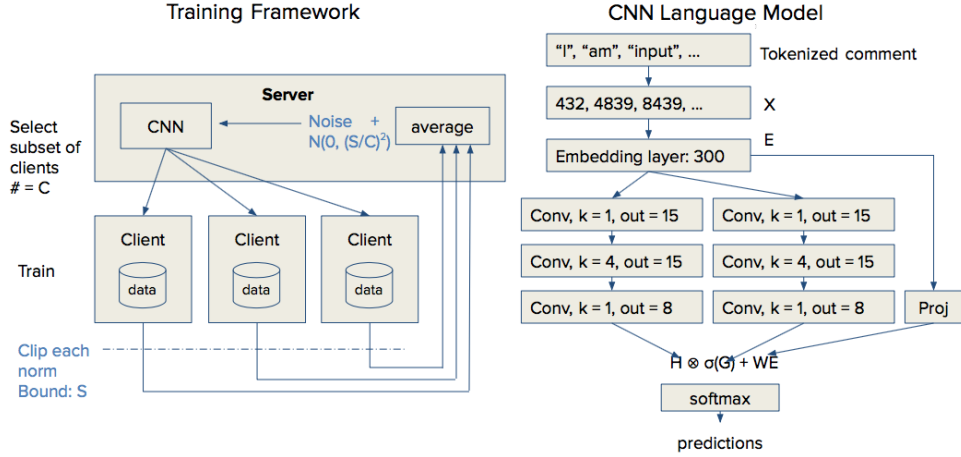 Training Framework
Server
CNN
Noise +
N(0, (S/C)²)
average
Select
subset of
clients
# = C
Client
Client
Client
Train
data
data
data
Clip each
norm
Bound: S
CNN Language Model
“I”, “am”, “input”, ...
Tokenized comment
432, 4839, 8439, ...
X
E
Embedding layer: 300
Conv, k = 1, out = 15
Conv, k = 1, out = 15
Conv, k = 4, out = 15
Conv, k = 4, out = 15
Conv, k = 1, out = 8
Conv, k = 1, out = 8
Proj
H ⊗ σ(G) + WE
softmax
predictions